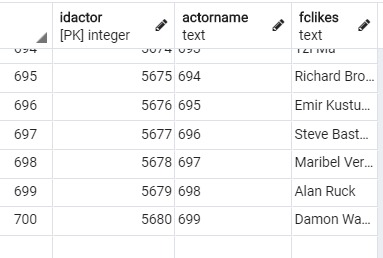 idactor actorname fclikes
[PK] integer text text
694 5674 693 Yzi Ma
695 5675 694 Richard Bro...
696 5676 695 Emir Kustu...
697 5677 696 Steve Bast...
698 5678 697 Maribel Ver...
699 5679 698 Alan Ruck
700 5680 699 Damon Wa...